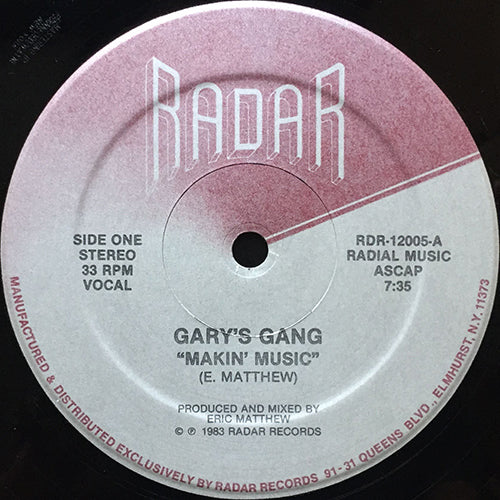 RADAR
SIDE ONE
STEREO
33 RPM
VOCAL
RDR-12005-A
RADIAL MUSIC
ASCAP
7:35
GARY'S GANG
"MAKIN' MUSIC"
(E. MATTHEW)
PRODUCED AND MIXED BY
ERIC MATTHEW
© ℗ 1983 RADAR RECORDS
MANUFACTURED & DISTRIBUTED EXCLUSIVELY BY RADAR RECORDS 91-31 QUEENS BLVD., ELMHURST, N.Y. 11373